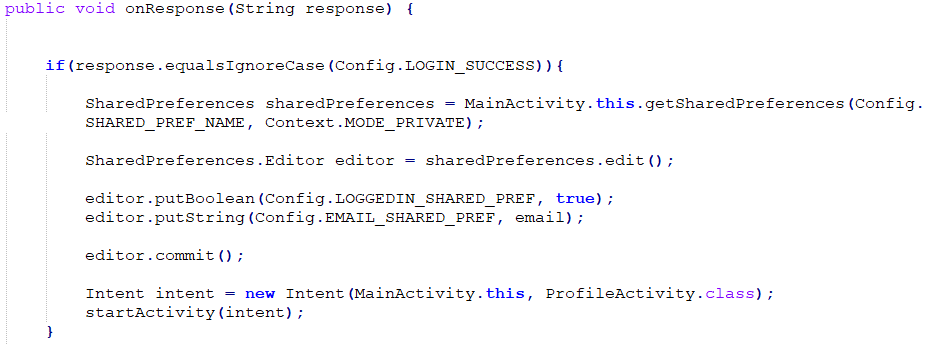 public void onResponse(String response) {
if(response.equalsIgnoreCase(Config.LOGIN_SUCCESS)){
SharedPreferences sharedPreferences = MainActivity.this.getSharedPreferences(Config.
SHARED_PREF_NAME, Context.MODE_PRIVATE);
SharedPreferences.Editor editor = sharedPreferences.edit();
editor.putBoolean(Config.LOGGEDIN_SHARED_PREF, true);
editor.putString(Config.EMAIL_SHARED_PREF, email);
editor.commit();
Intent intent = new Intent(MainActivity.this, ProfileActivity.class);
startActivity(intent);
}